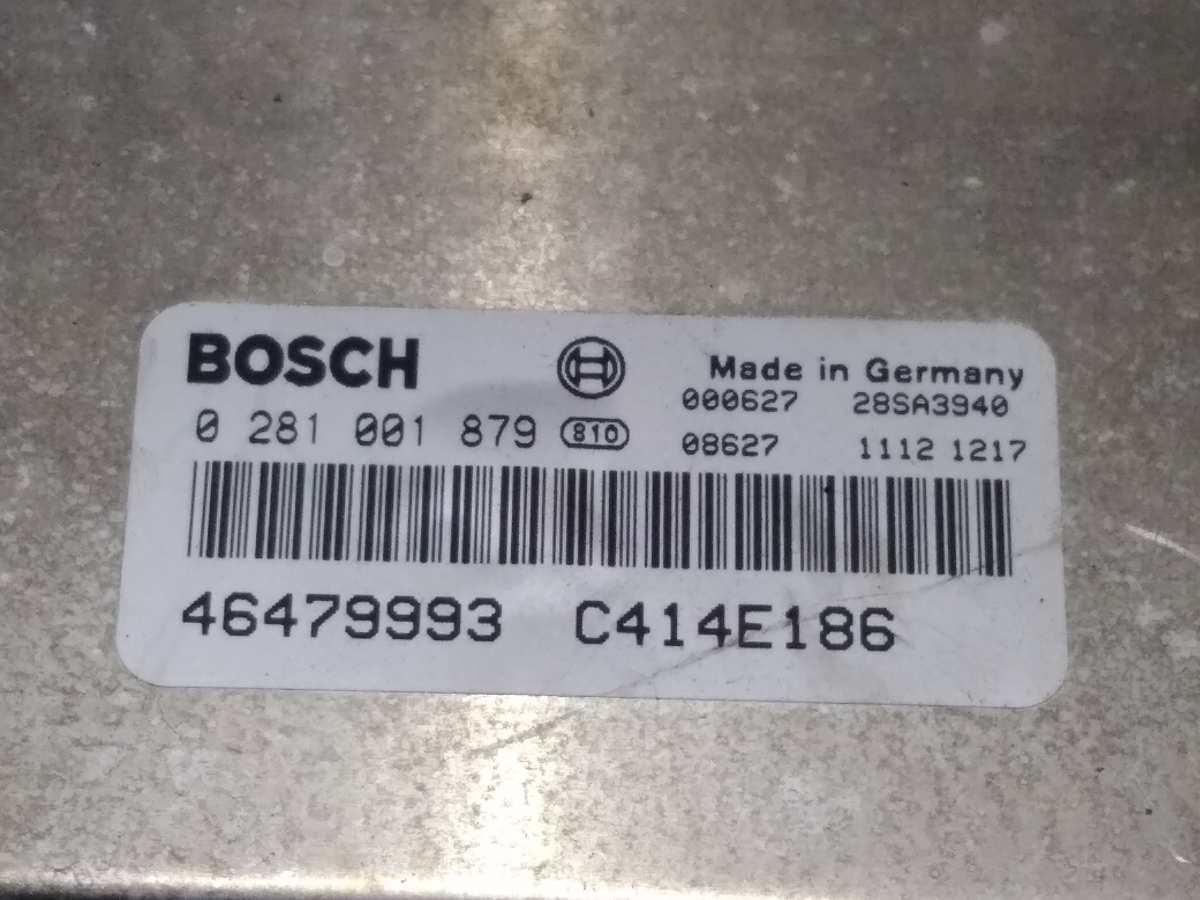 BOSCH Made in Germany
000627 28SA3940
0 281 001 879 810 08627 1112 1217
46479993 C414E186